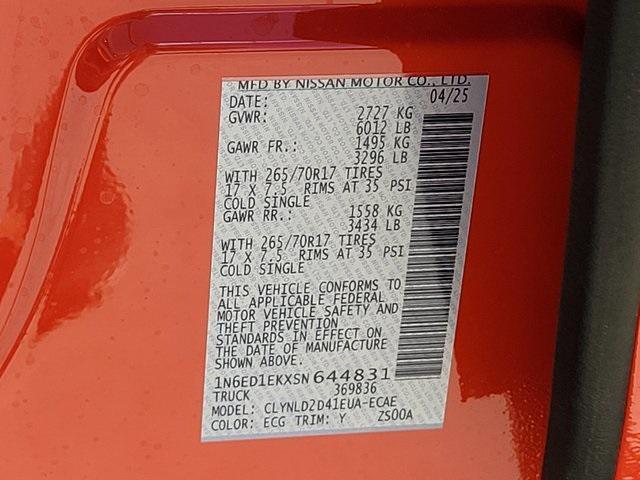 MFD BY NISSAN MOTOR CO., LTD.
DATE: 04/25
GVWR: 2727 KG
6012 LB
GAWR FR.: 1495 KG
3296 LB
WITH 265/70R17 TIRES
17 X 7.5 RIMS AT 35 PSI
COLD SINGLE
GAWR RR.: 1558 KG
3434 LB
WITH 265/70R17 TIRES
17 X 7.5 RIMS AT 35 PSI
COLD SINGLE
THIS VEHICLE CONFORMS TO
ALL APPLICABLE FEDERAL
MOTOR VEHICLE SAFETY AND
THEFT PREVENTION
STANDARDS IN EFFECT ON
THE DATE OF MANUFACTURE
SHOWN ABOVE.
1N6ED1EKXSN644831
TRUCK 369836
MODEL: CLYNLD2D41EUA-ECAE
COLOR: ECG TRIM: Y ZS00A